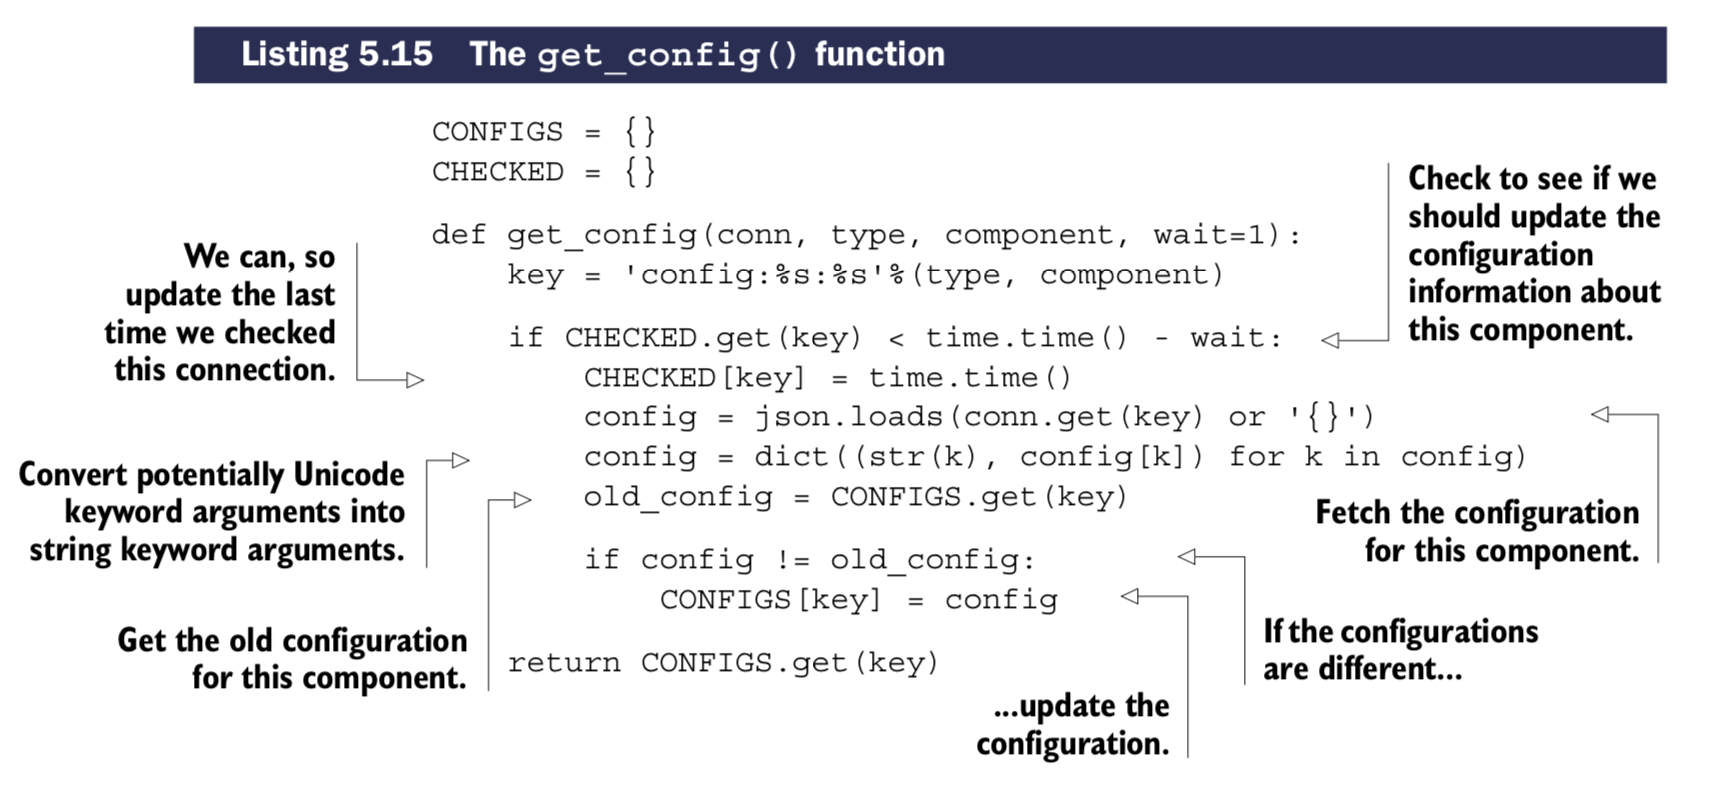 Listing 5.15 The get_config() function
CONFIGS = {}
CHECKED = {}
def get_config(conn, type, component, wait=1):
key = 'config:%s:%s'%(type, component)
if CHECKED.get(key) < time.time() - wait:
CHECKED[key] = time.time()
config = json.loads(conn.get(key) or '{}')
config = dict((str(k), config[k]) for k in config)
old_config = CONFIGS.get(key)
if config != old_config:
CONFIGS[key] = config
return CONFIGS.get(key)
Check to see if we
should update the
configuration
information about
this component.
We can, so
update the last
time we checked
this connection.
Fetch the configuration
for this component.
Convert potentially Unicode
keyword arguments into
string keyword arguments.
Get the old configuration
for this component.
If the configurations
are different...
...update the
configuration.